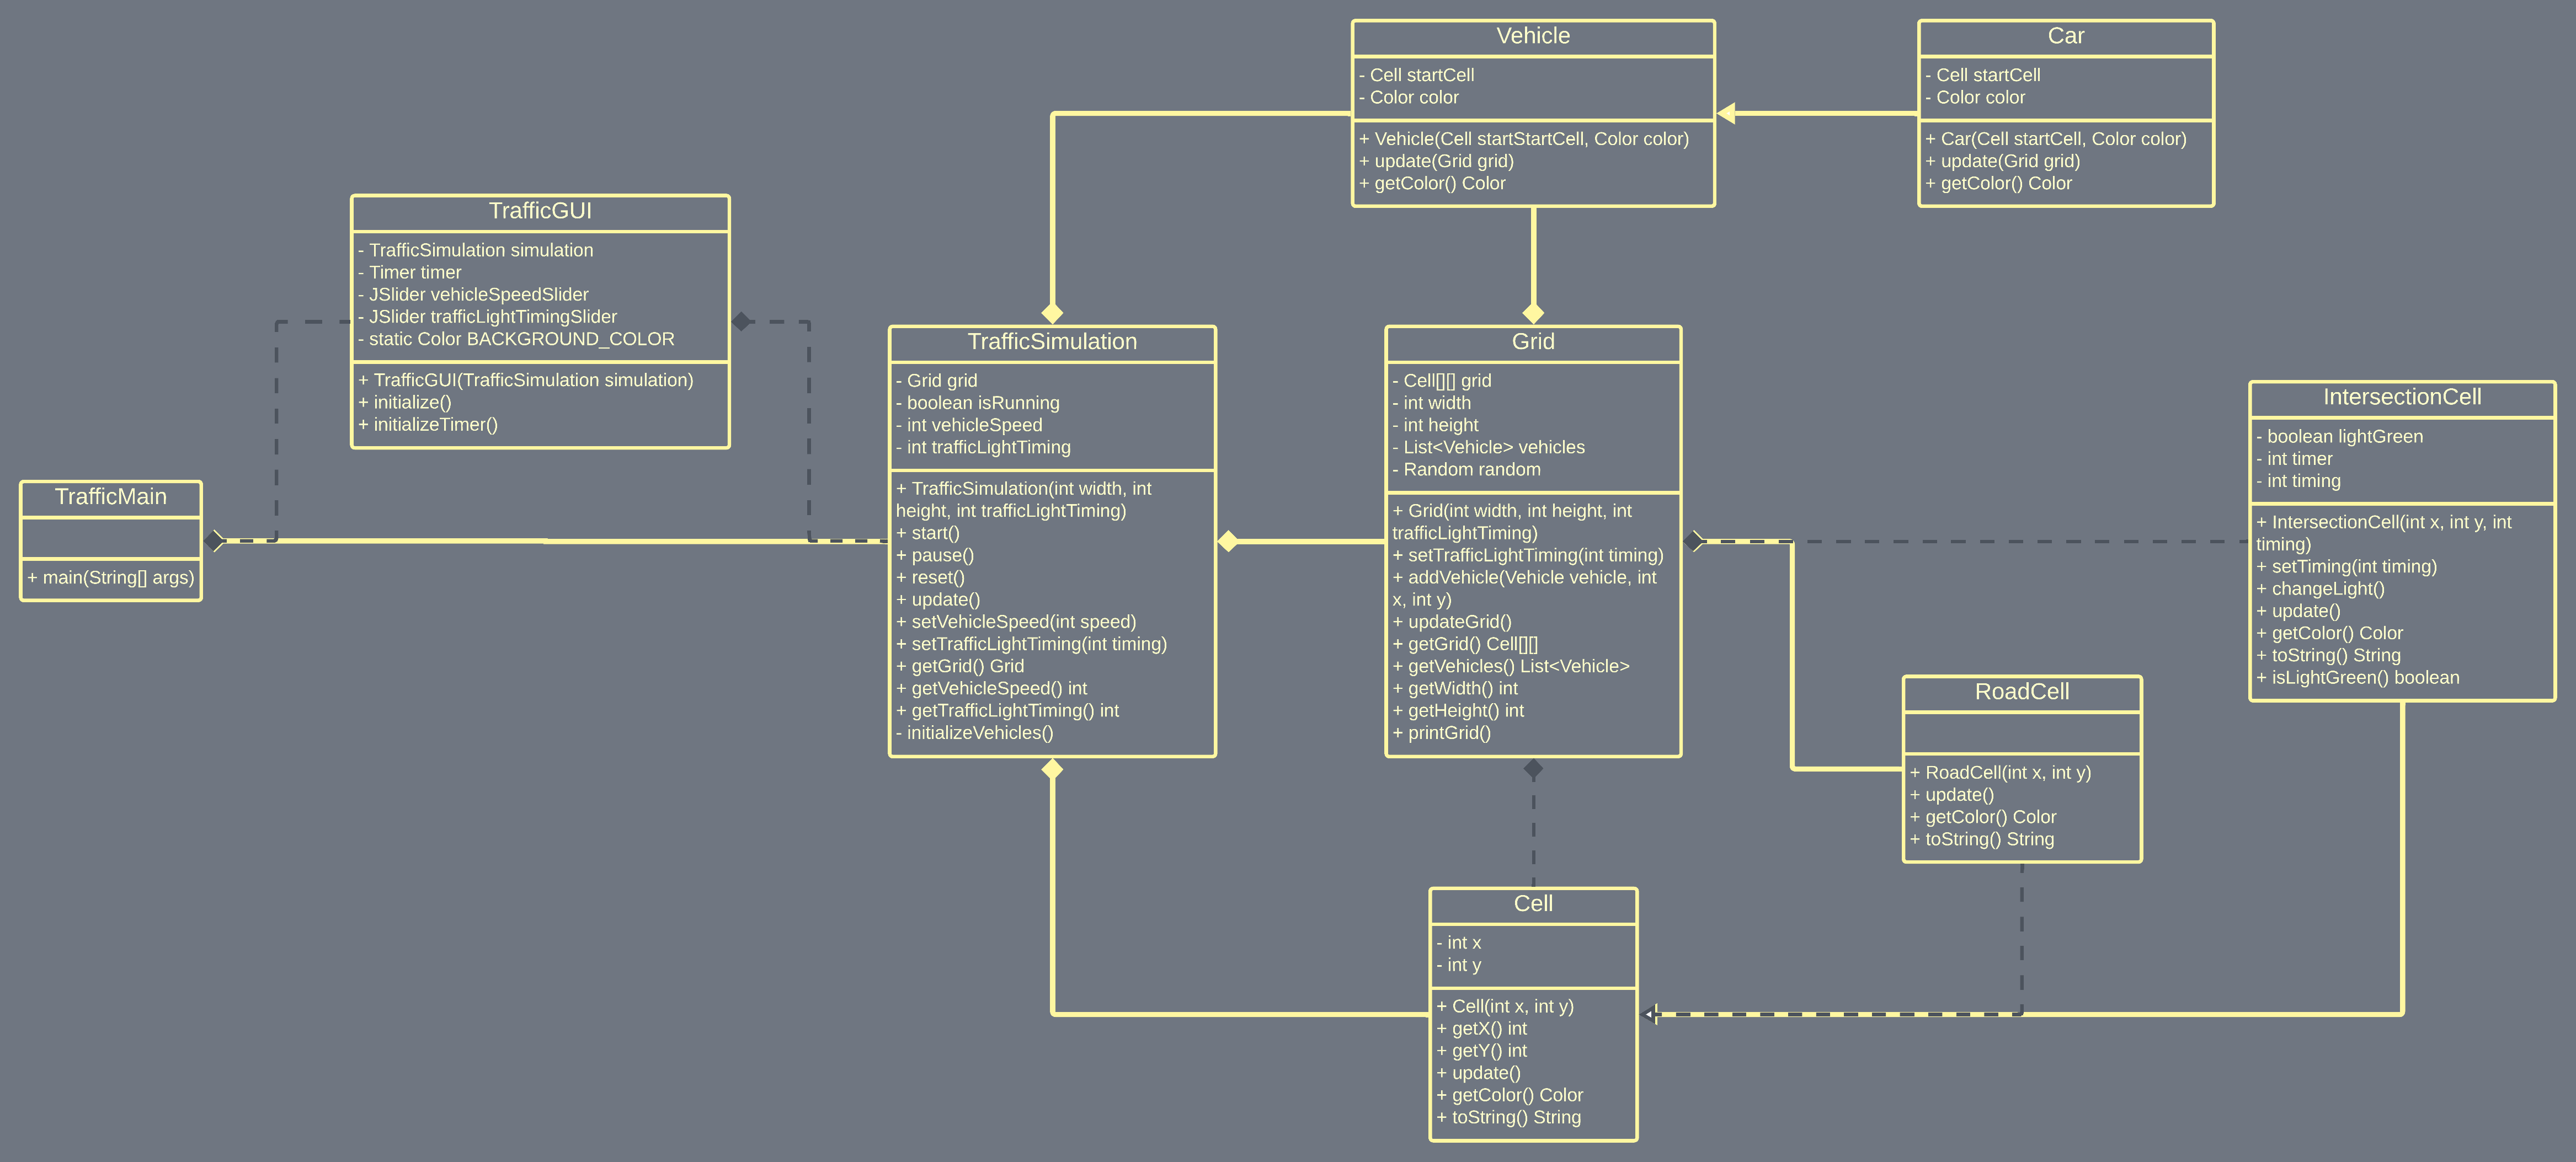 Vehicle
- Cell startCell
- Color color
+ Vehicle(Cell startStartCell, Color color)
+ update(Grid grid)
+ getColor() Color
Car
- Cell startCell
- Color color
+ Car(Cell startCell, Color color)
+ update(Grid grid)
+ getColor() Color
TrafficGUI
- TrafficSimulation simulation
- Timer timer
- JSlider vehicleSpeedSlider
- JSlider trafficLightTimingSlider
- static Color BACKGROUND_COLOR
+ TrafficGUI(TrafficSimulation simulation)
+ initialize()
+ initializeTimer()
TrafficMain
+ main(String[] args)
TrafficSimulation
- Grid grid
- boolean isRunning
- int vehicleSpeed
- int trafficLightTiming
+ TrafficSimulation(int width, int
height, int trafficLightTiming)
+ start()
+ pause()
+ reset()
+ update()
+ setVehicleSpeed(int speed)
+ setTrafficLightTiming(int timing)
+ getGrid() Grid
+ getVehicleSpeed() int
+ getTrafficLightTiming() int
- initializeVehicles()
Grid
- Cell[][] grid
- int width
- int height
- List<Vehicle> vehicles
- Random random
+ Grid(int width, int height, int
trafficLightTiming)
+ setTrafficLightTiming(int timing)
+ addVehicle(Vehicle vehicle, int
x, int y)
+ updateGrid()
+ getGrid() Cell[][]
+ getVehicles() List<Vehicle>
+ getWidth() int
+ getHeight() int
+ printGrid()
IntersectionCell
- boolean lightGreen
- int timer
- int timing
+ IntersectionCell(int x, int y, int
timing)
+ setTiming(int timing)
+ changeLight()
+ update()
+ getColor() Color
+ toString() String
+ isLightGreen() boolean
RoadCell
+ RoadCell(int x, int y)
+ update()
+ getColor() Color
+ toString() String
Cell
- int x
- int y
+ Cell(int x, int y)
+ getX() int
+ getY() int
+ update()
+ getColor() Color
+ toString() String